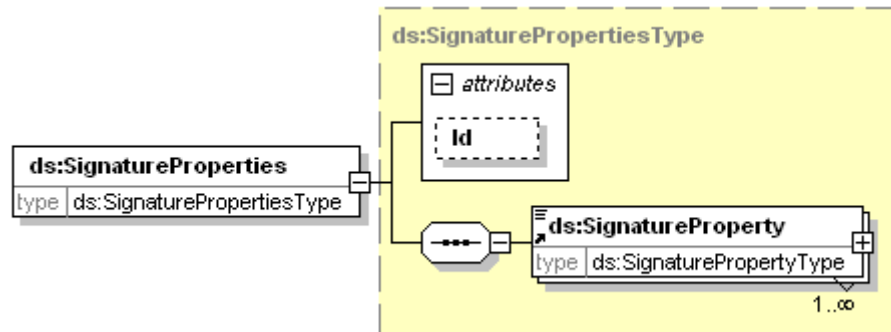 ds:SignaturePropertiesType
attributes
Id
ds:SignatureProperties
type ds:SignaturePropertiesType
ds:SignatureProperty
type ds:SignaturePropertyType
1..∞